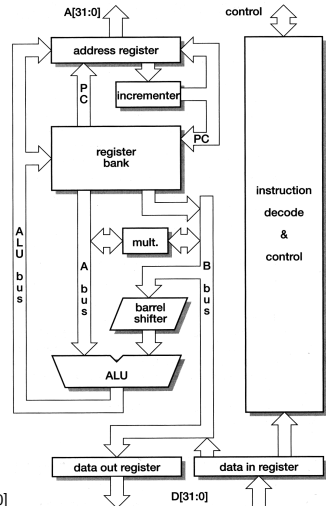 A[31:0]
control
address register
P
C
incrementer
PC
register
bank
instruction
decode
&
control
A
L
U
b
u
s
A
b
u
s
mult.
B
b
u
s
barrel
shifter
ALU
data out register
data in register
D[31:0]
0]